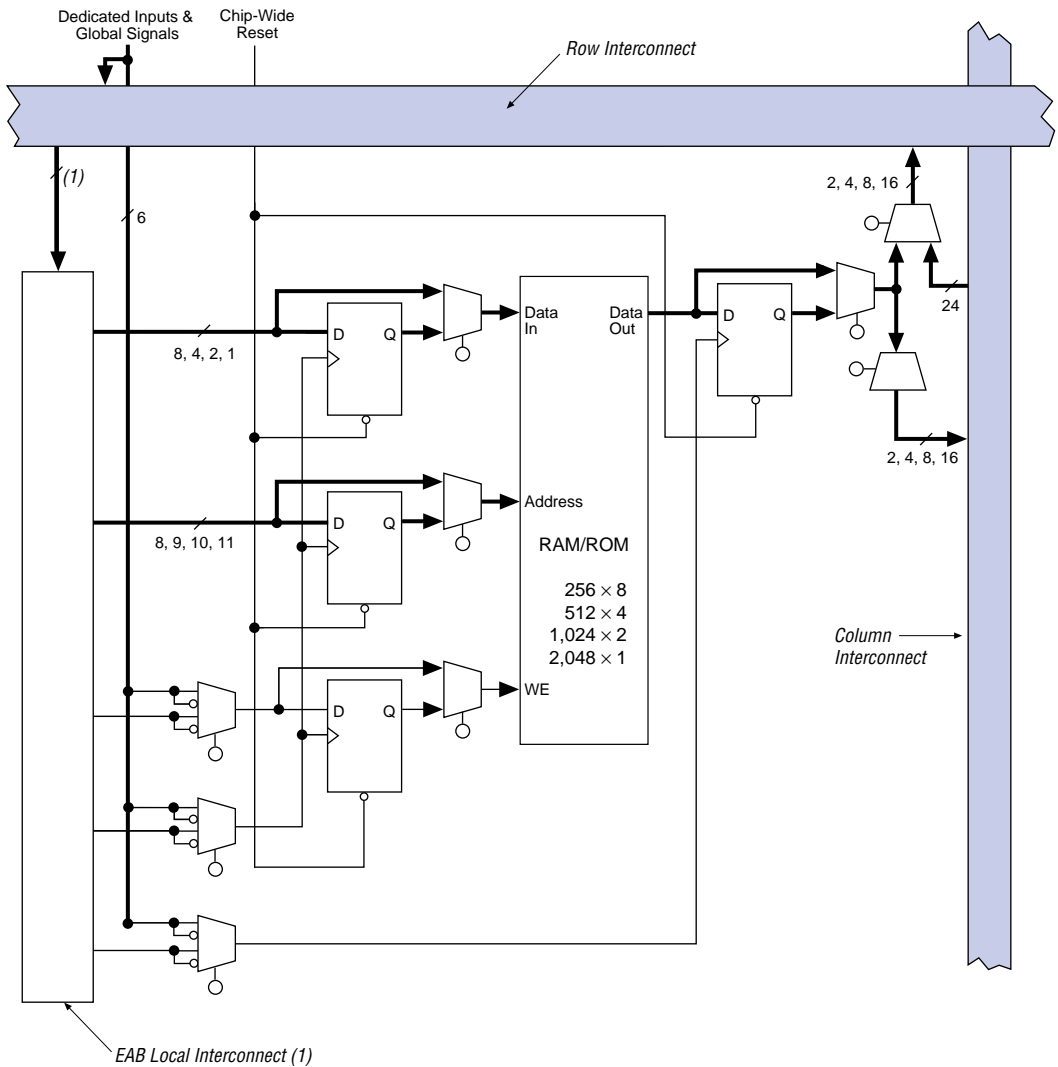 Dedicated Inputs &
Global Signals
Chip-Wide
Reset
Row Interconnect
(1)
6
2, 4, 8, 16
24
8, 4, 2, 1
D Q
Data
In
Data
Out
D Q
2, 4, 8, 16
8, 9, 10, 11
D Q
Address
RAM/ROM
256 × 8
512 × 4
1,024 × 2
2,048 × 1
Column
Interconnect
D Q
WE
EAB Local Interconnect (1)